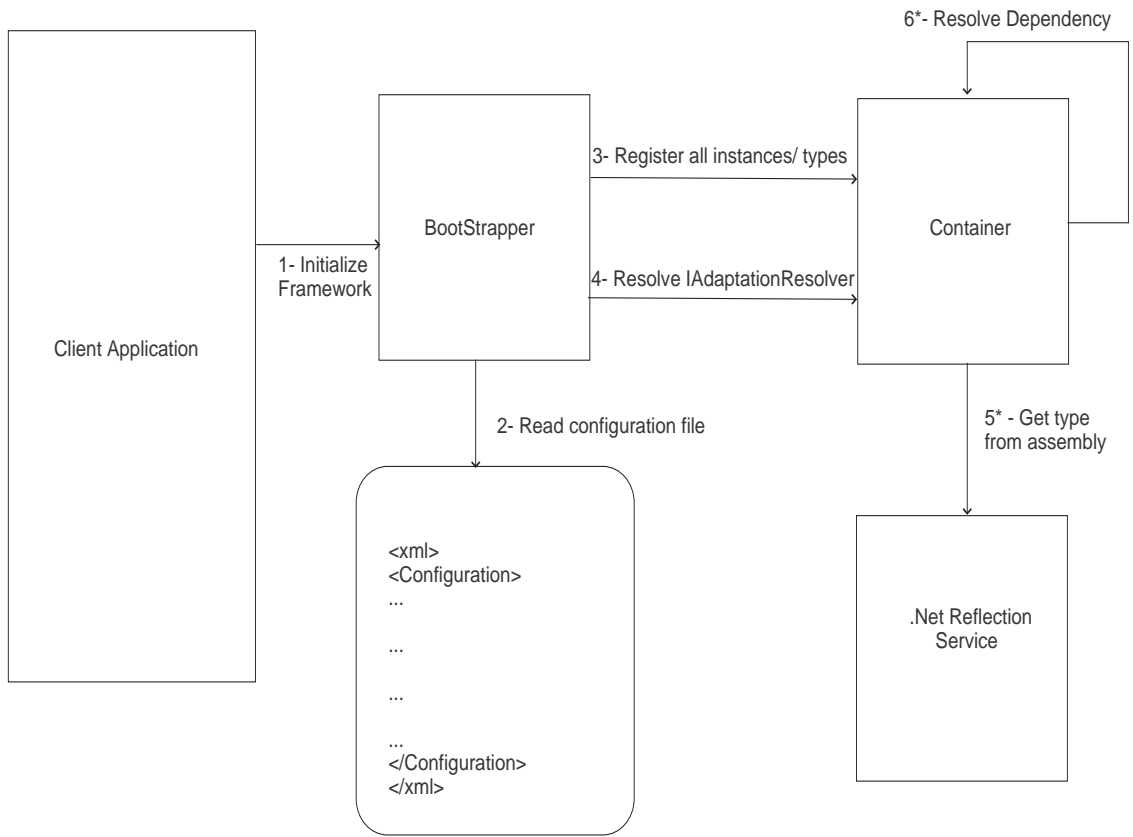 6*- Resolve Dependency
3- Register all instances/ types
BootStrapper
Container
1- Initialize
Framework
4- Resolve IAdaptationResolver
Client Application
2- Read configuration file
5* - Get type
from assembly
<xml>
<Configuration>
...
...
...
...
</Configuration>
</xml>
.Net Reflection
Service